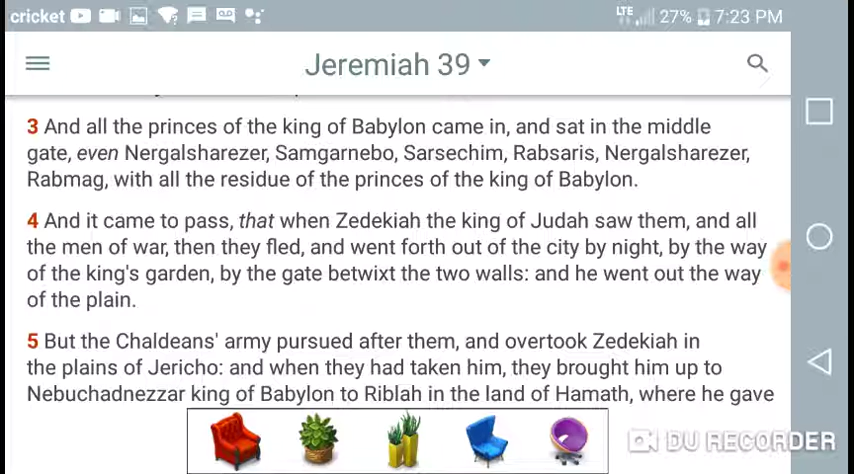 cricket LTE 27% 7:23 PM
Jeremiah 39
3 And all the princes of the king of Babylon came in, and sat in the middle
gate, even Nergalsharezer, Samgarnebo, Sarsechim, Rabsaris, Nergalsharezer,
Rabmag, with all the residue of the princes of the king of Babylon.
4 And it came to pass, that when Zedekiah the king of Judah saw them, and all
the men of war, then they fled, and went forth out of the city by night, by the way
of the king's garden, by the gate betwixt the two walls: and he went out the way
of the plain.
5 But the Chaldeans' army pursued after them, and overtook Zedekiah in
the plains of Jericho: and when they had taken him, they brought him up to
Nebuchadnezzar king of Babylon to Riblah in the land of Hamath, where he gave
DU RECORDER